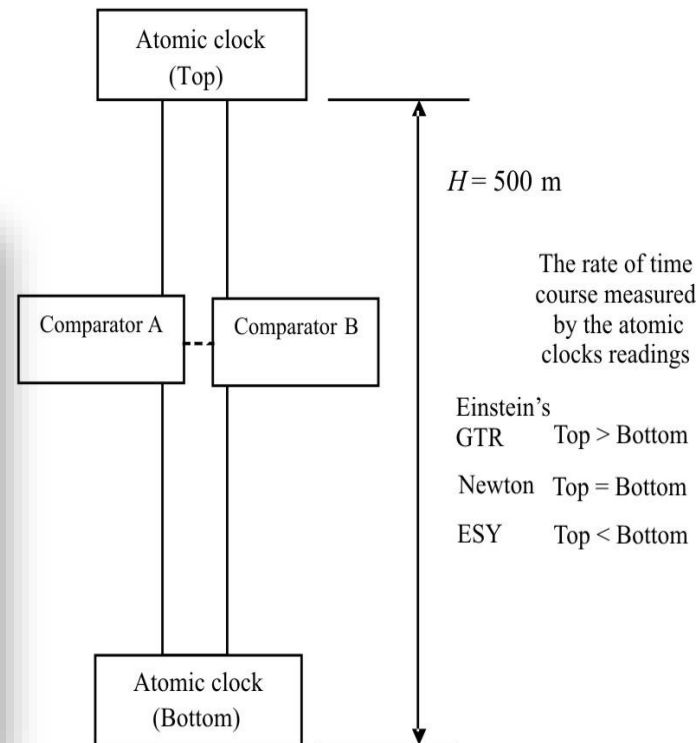 Atomic clock
(Top)
H = 500 m
The rate of time
course measured
by the atomic
clocks readings
Comparator A
Comparator B
Einstein’s
GTR Top > Bottom
Newton Top = Bottom
ESY Top < Bottom
Atomic clock
(Bottom)